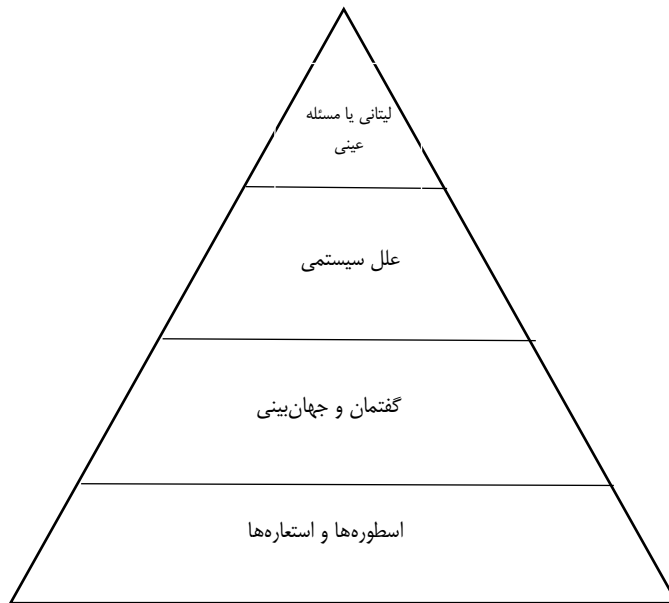 لیتانی یا مسئله
عینی
علل سیستمی
گفتمان و جهان‌بینی
اسطوره‌ها و استعاره‌ها